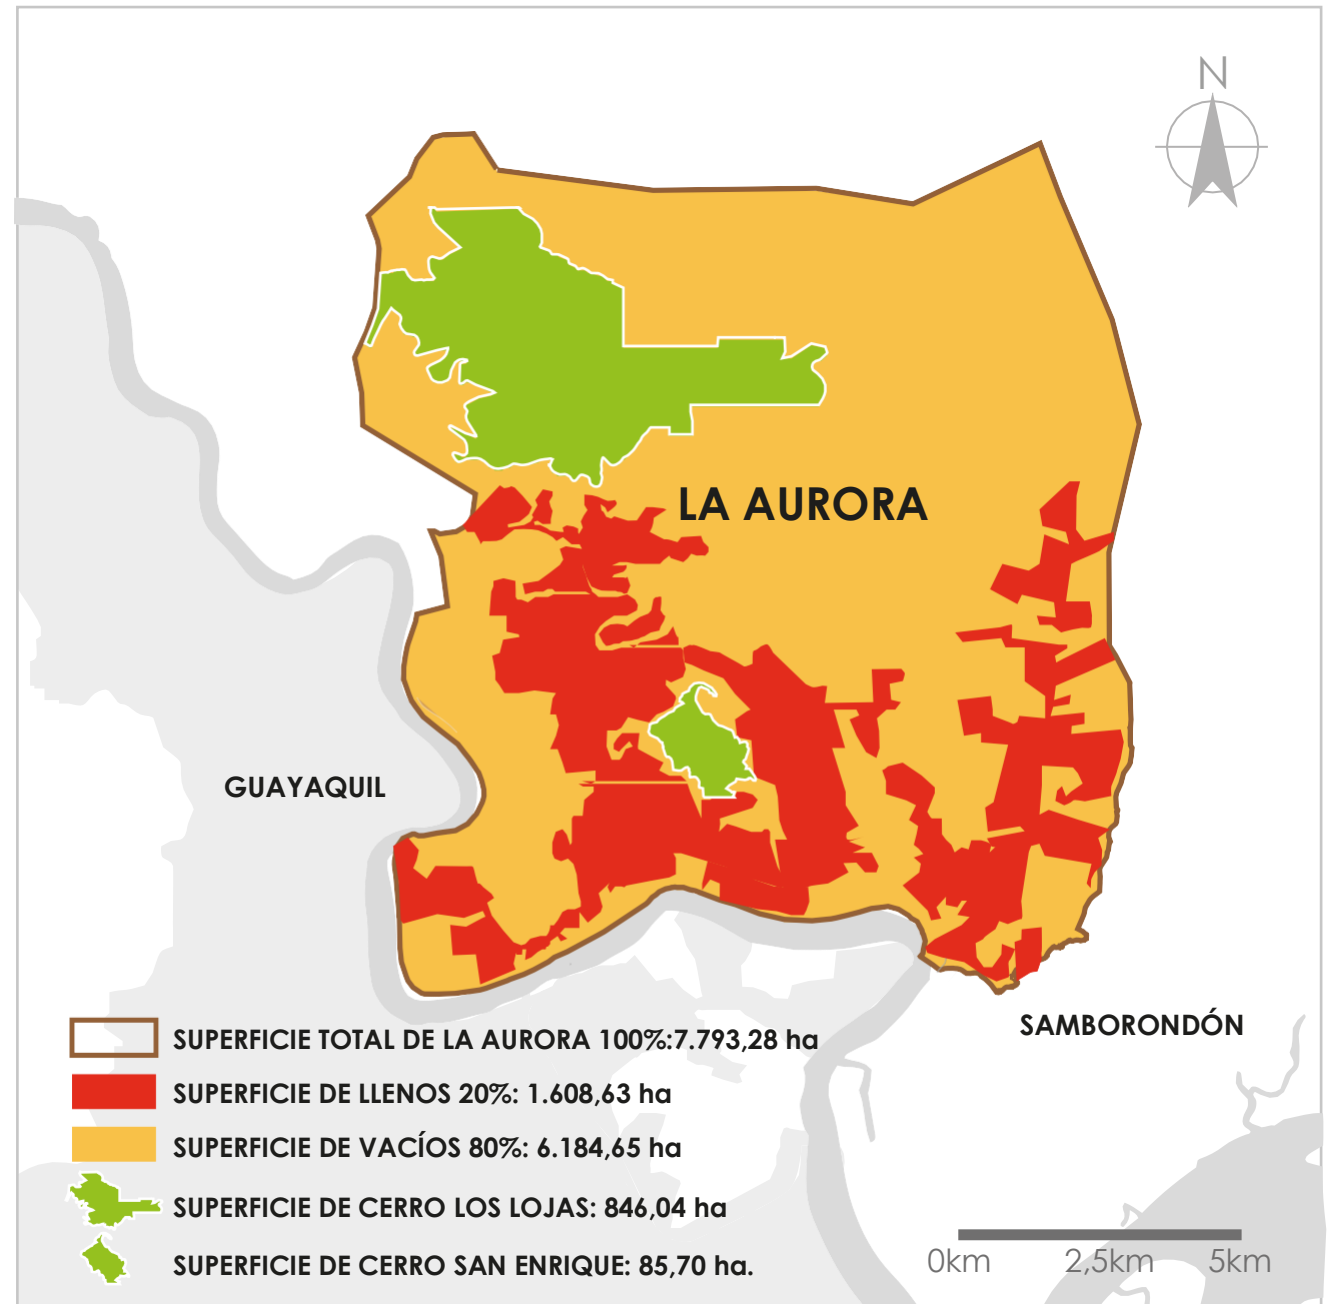 N
LA AURORA
GUAYAQUIL
SAMBORONDÓN
SUPERFICIE TOTAL DE LA AURORA 100%:7.793,28 ha
SUPERFICIE DE LLENOS 20%: 1.608,63 ha
SUPERFICIE DE VACÍOS 80%: 6.184,65 ha
SUPERFICIE DE CERRO LOS LOJAS: 846,04 ha
SUPERFICIE DE CERRO SAN ENRIQUE: 85,70 ha.
0km 2,5km 5km